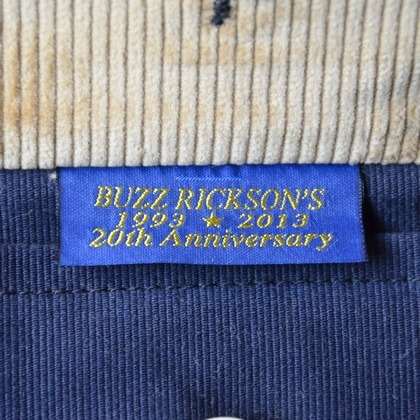 BUZZ RICKSON'S
1993 ★ 2013
20th Anniversary